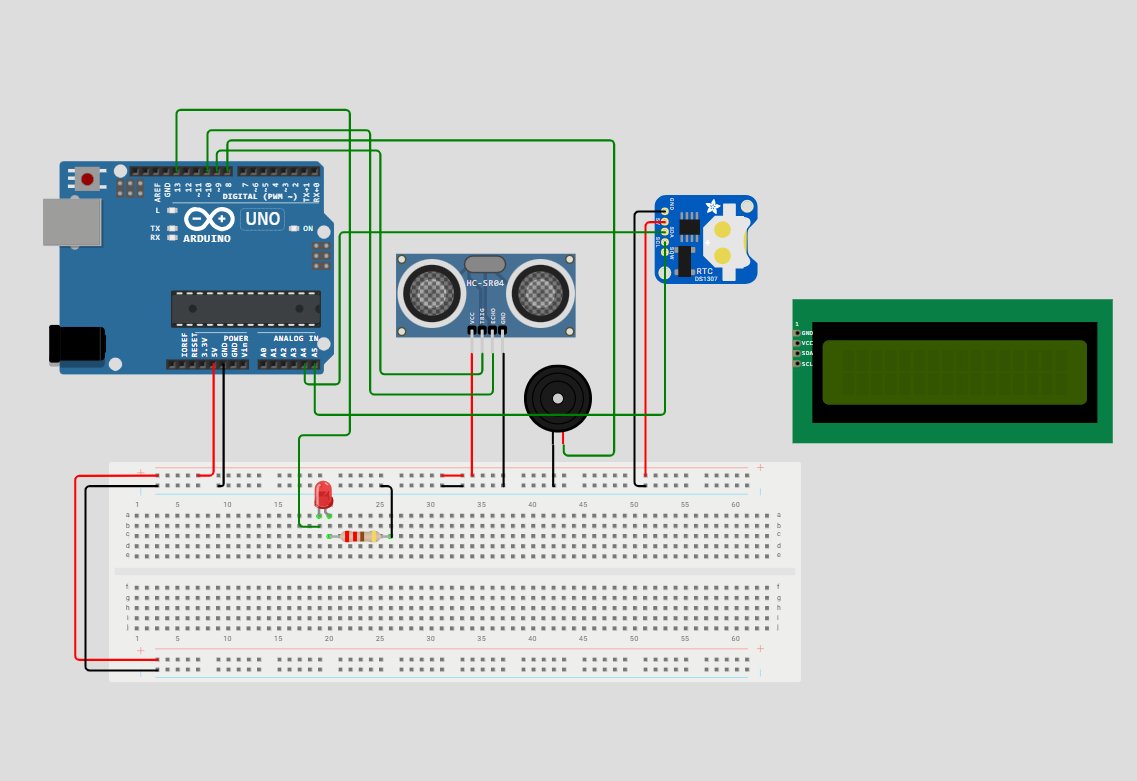 AREF
GND
13
12
~11
~10
~9
8
7
~6
~5
4
~3
2
TX→1
RX←0
DIGITAL (PWM ~)
L
TX
RX
UNO
ON
ARDUINO
IOREF
RESET
3.3V
5V
GND
GND
Vin
POWER
ANALOG IN
A0
A1
A2
A3
A4
A5
HC-SR04
VCC
TRIG
ECHO
GND
GND
SDA
RTC
DS1307
1
GND
VCC
SDA
SCL
+ +
1 5 10 15 20 25 30 35 40 45 50 55 60
a a
b b
c c
d d
e e
f f
g g
h h
i i
j j
1 5 10 15 20 25 30 35 40 45 50 55 60
+ +